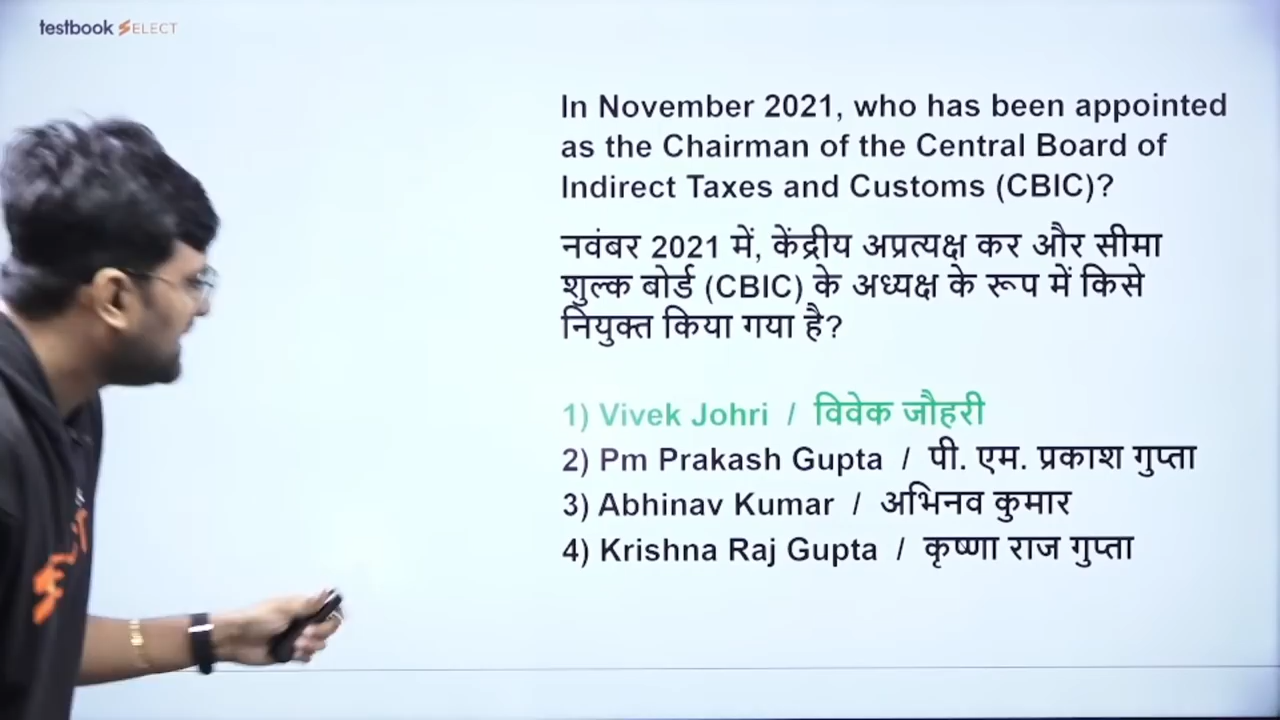 testbook SELECT
In November 2021, who has been appointed
as the Chairman of the Central Board of
Indirect Taxes and Customs (CBIC)?
नवंबर 2021 में, केंद्रीय अप्रत्यक्ष कर और सीमा
शुल्क बोर्ड (CBIC) के अध्यक्ष के रूप में किसे
नियुक्त किया गया है?
1) Vivek Johri / विवेक जौहरी
2) Pm Prakash Gupta / पी. एम. प्रकाश गुप्ता
3) Abhinav Kumar / अभिनव कुमार
4) Krishna Raj Gupta / कृष्णा राज गुप्ता